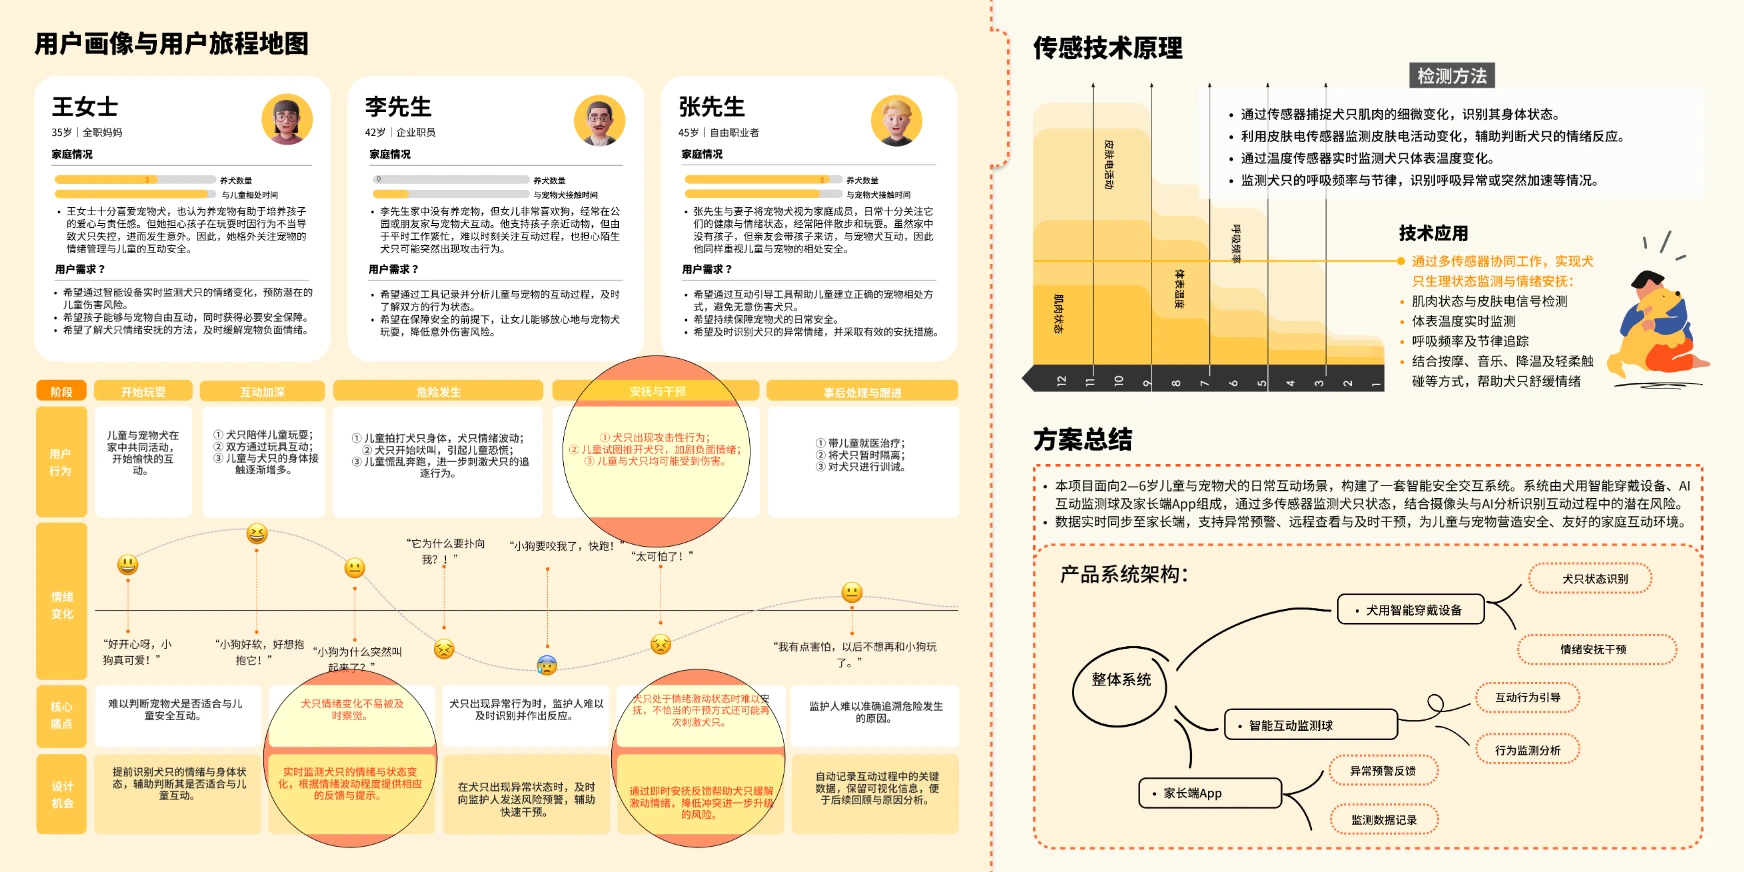 用户画像与用户旅程地图
王女士
35岁｜全职妈妈
家庭情况
2
养犬数量
与儿童相处时间
• 王女士十分喜爱宠物犬，也认为养宠物有助于培养孩子
的爱心与责任感。但她担心孩子在玩耍时因行为不当导
致犬只失控，进而发生意外。因此，她格外关注宠物的
情绪管理与儿童的互动安全。
用户需求？
• 希望通过智能设备实时监测犬只的情绪变化，预防潜在的
儿童伤害风险。
• 希望孩子能够与宠物自由互动，同时获得必要安全保障。
• 希望了解犬只情绪安抚的方法，及时缓解宠物负面情绪。
李先生
42岁｜企业职员
家庭情况
0
养犬数量
与宠物犬接触时间
• 李先生家中没有养宠物，但女儿非常喜欢狗，经常在公
园或朋友家与宠物犬互动。他支持孩子亲近动物，但由
于平时工作繁忙，难以时刻关注互动过程，也担心陌生
犬只可能突然出现攻击行为。
用户需求？
• 希望通过工具记录并分析儿童与宠物的互动过程，及时
了解双方的行为状态。
• 希望在保障安全的前提下，让女儿能够放心地与宠物犬
玩耍，降低意外伤害风险。
张先生
45岁｜自由职业者
家庭情况
5
养犬数量
与宠物犬接触时间
• 张先生与妻子将宠物犬视为家庭成员，日常十分关注它
们的健康与情绪状态，经常陪伴散步和玩耍。虽然家中
没有孩子，但亲友会带孩子来访，与宠物犬互动，因此
他同样重视儿童与宠物的相处安全。
用户需求？
• 希望通过互动引导工具帮助儿童建立正确的宠物相处方
式，避免无意伤害犬只。
• 希望持续保障宠物犬的日常安全。
• 希望及时识别犬只的异常情绪，并采取有效的安抚措施。
阶段
开始玩耍
互动加深
危险发生
安抚与干预
事后处理与跟进
用户
行为
儿童与宠物犬在
家中共同活动，
开始愉快的互
动。
① 犬只陪伴儿童玩耍；
② 双方通过玩具互动；
③ 儿童与犬只的身体接
触逐渐增多。
① 儿童拍打犬只身体，犬只情绪波动；
② 犬只开始吠叫，引起儿童恐慌；
③ 儿童慌乱奔跑，进一步刺激犬只的追
逐行为。
① 犬只出现攻击性行为；
② 儿童试图推开犬只，加剧负面情绪；
③ 儿童与犬只均可能受到伤害。
① 带儿童就医治疗；
② 将犬只暂时隔离；
③ 对犬只进行训诫。
情绪
变化
“好开心呀，小
狗真可爱！”
“小狗好软，好想抱
抱它！”
“小狗为什么突然叫
起来了？”
“它为什么要扑向
我？！”
“小狗要咬我了，快跑！”
“太可怕了！”
“我有点害怕，以后不想再和小狗玩
了。”
核心
痛点
难以判断宠物犬是否适合与儿
童安全互动。
犬只情绪变化不易被及
时察觉。
犬只出现异常行为时，监护人难以
及时识别并作出反应。
犬只处于情绪激动状态时难以安
抚，不恰当的干预方式还可能再
次刺激犬只。
监护人难以准确追溯危险发生
的原因。
设计
机会
提前识别犬只的情绪与身体状
态，辅助判断其是否适合与儿
童互动。
实时监测犬只的情绪与状态变
化，根据情绪波动程度提供相应
的反馈与提示。
在犬只出现异常状态时，及时
向监护人发送风险预警，辅助
快速干预。
通过即时安抚反馈帮助犬只缓解
激动情绪，降低冲突进一步升级
的风险。
自动记录互动过程中的关键
数据，保留可视化信息，便
于后续回顾与原因分析。
传感技术原理
检测方法
• 通过传感器捕捉犬只肌肉的细微变化，识别其身体状态。
• 利用皮肤电传感器监测皮肤电活动变化，辅助判断犬只的情绪反应。
• 通过温度传感器实时监测犬只体表温度变化。
• 监测犬只的呼吸频率与节律，识别呼吸异常或突然加速等情况。
肌肉状态
皮肤电活动
体表温度
呼吸频率
12
11
10
9
8
7
6
5
4
3
2
1
技术应用
通过多传感器协同工作，实现犬
只生理状态监测与情绪安抚：
• 肌肉状态与皮肤电信号检测
• 体表温度实时监测
• 呼吸频率及节律追踪
• 结合按摩、音乐、降温及轻柔触
碰等方式，帮助犬只舒缓情绪
方案总结
• 本项目面向2—6岁儿童与宠物犬的日常互动场景，构建了一套智能安全交互系统。系统由犬用智能穿戴设备、AI
互动监测球及家长端App组成，通过多传感器监测犬只状态，结合摄像头与AI分析识别互动过程中的潜在风险。
• 数据实时同步至家长端，支持异常预警、远程查看与及时干预，为儿童与宠物营造安全、友好的家庭互动环境。
产品系统架构：
整体系统
• 犬用智能穿戴设备
犬只状态识别
情绪安抚干预
• 智能互动监测球
互动行为引导
行为监测分析
• 家长端App
异常预警反馈
监测数据记录